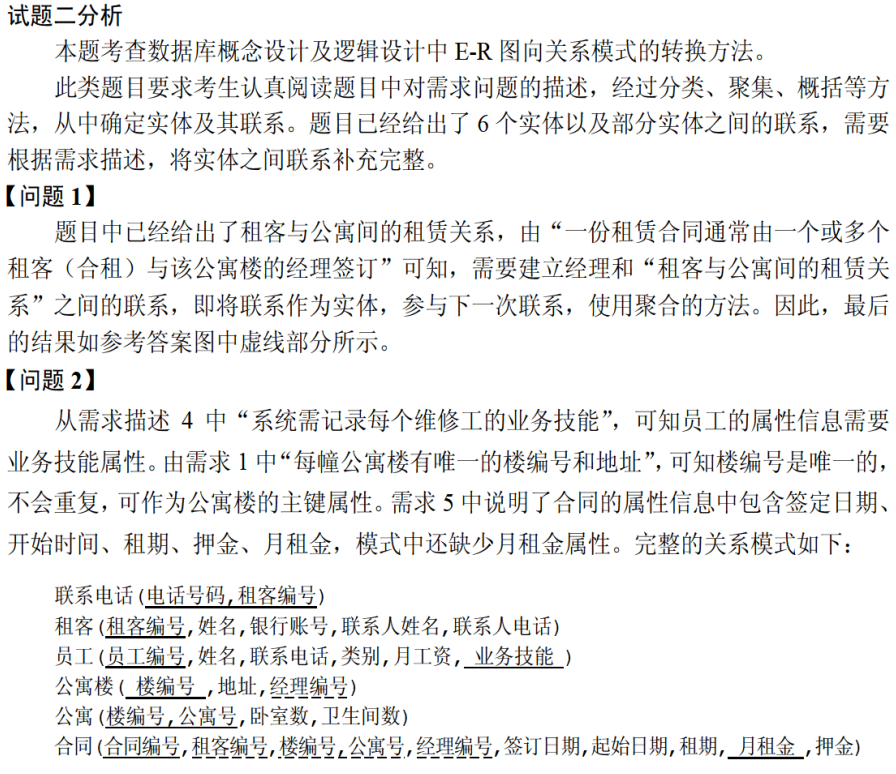 试题二分析
本题考查数据库概念设计及逻辑设计中 E-R 图向关系模式的转换方法。
此类题目要求考生认真阅读题目中对需求问题的描述，经过分类、聚集、概括等方
法，从中确定实体及其联系。题目已经给出了 6 个实体以及部分实体之间的联系，需要
根据需求描述，将实体之间联系补充完整。
【问题 1】
题目中已经给出了租客与公寓间的租赁关系，由“一份租赁合同通常由一个或多个
租客（合租）与该公寓楼的经理签订”可知，需要建立经理和“租客与公寓间的租赁关
系”之间的联系，即将联系作为实体，参与下一次联系，使用聚合的方法。因此，最后
的结果如参考答案图中虚线部分所示。
【问题 2】
从需求描述 4 中“系统需记录每个维修工的业务技能”，可知员工的属性信息需要
业务技能属性。由需求 1 中“每幢公寓楼有唯一的楼编号和地址”，可知楼编号是唯一的，
不会重复，可作为公寓楼的主键属性。需求 5 中说明了合同的属性信息中包含签定日期、
开始时间、租期、押金、月租金，模式中还缺少月租金属性。完整的关系模式如下：
联系电话(电话号码,租客编号)
租客(租客编号,姓名,银行账号,联系人姓名,联系人电话)
员工(员工编号,姓名,联系电话,类别,月工资, 业务技能 )
公寓楼( 楼编号 ,地址,经理编号)
公寓(楼编号,公寓号,卧室数,卫生间数)
合同(合同编号,租客编号,楼编号,公寓号,经理编号,签订日期,起始日期,租期, 月租金 ,押金)